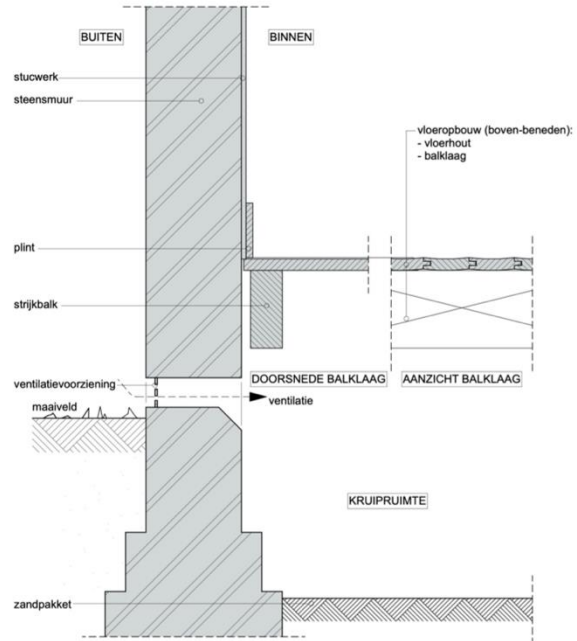 BUITEN
BINNEN
stucwerk
steensmuur
vloeropbouw (boven-beneden):
- vloerhout
- balklaag
plint
strijkbalk
ventilatievoorziening
DOORSNEDE BALKLAAG
AANZICHT BALKLAAG
maaiveld
ventilatie
KRUIPRUIMTE
zandpakket